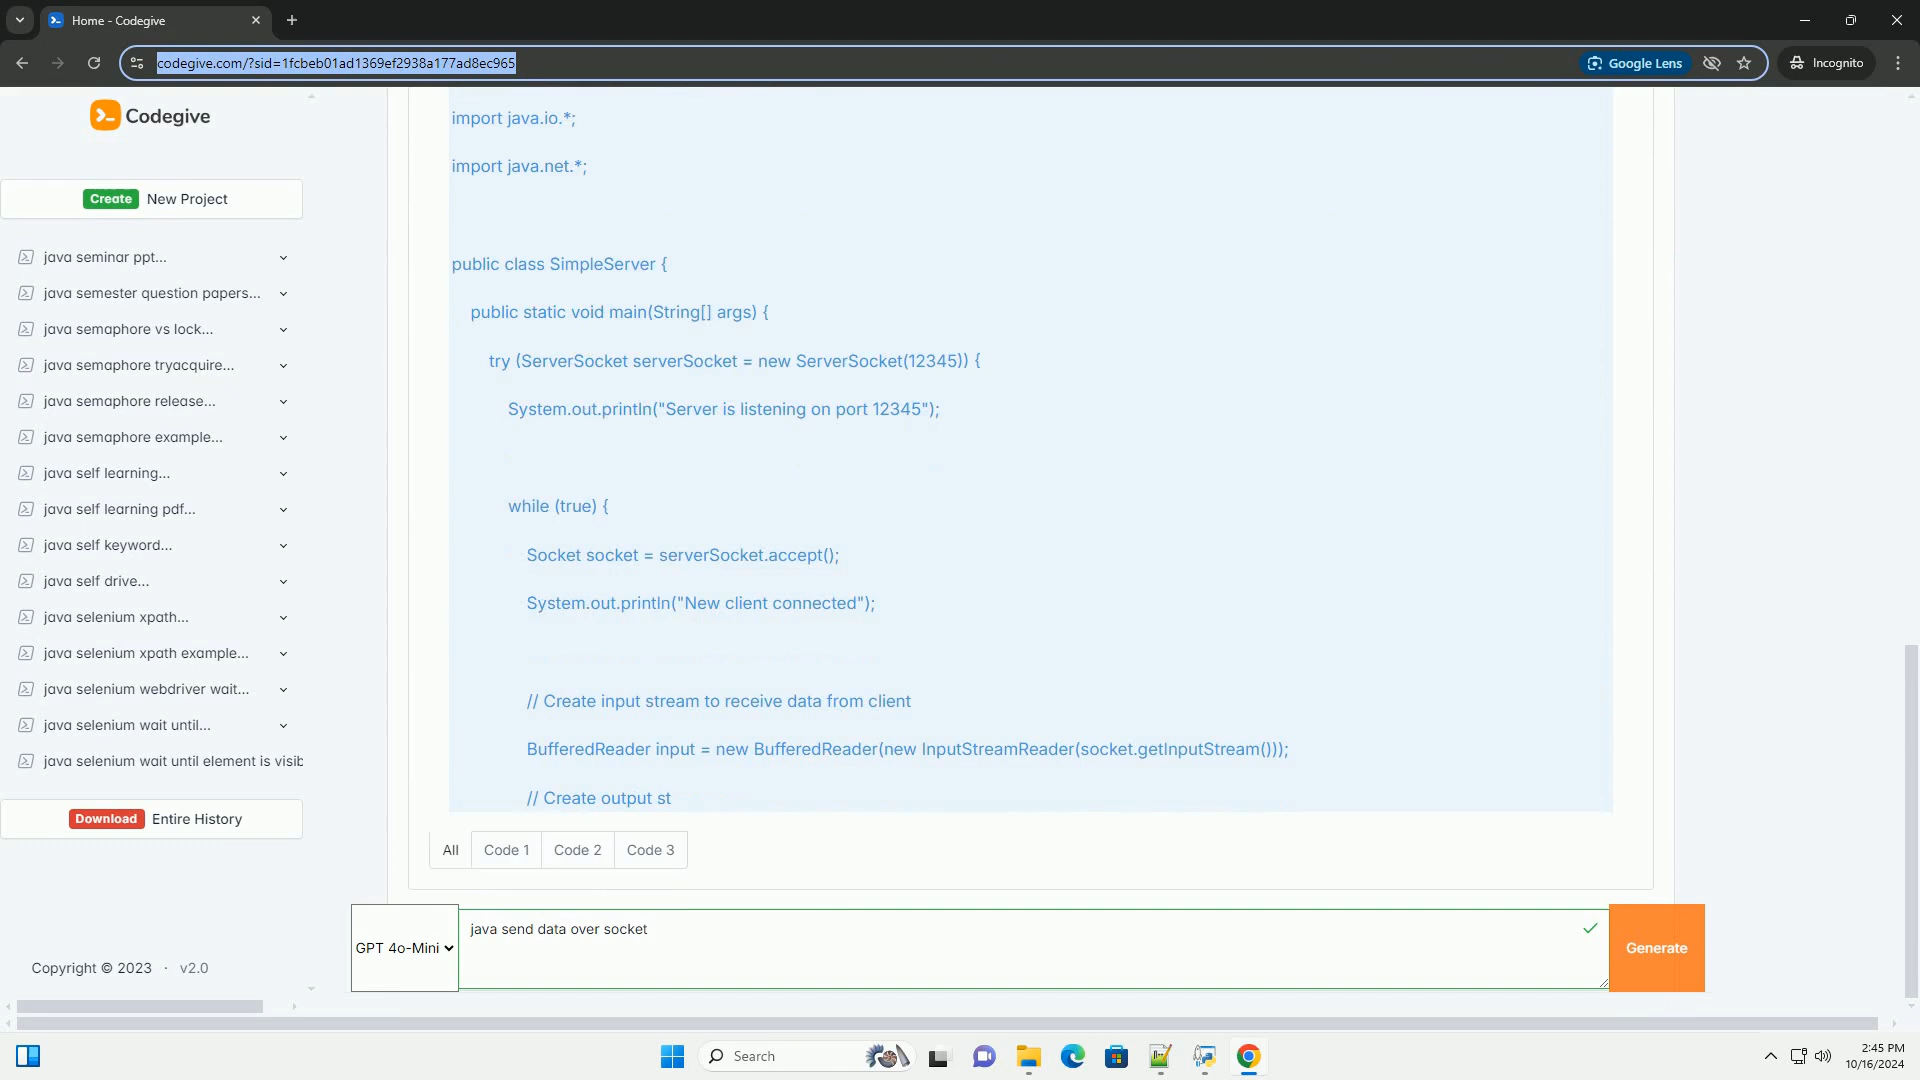 Home - Codegive
codegive.com/?sid=1fcbeb01ad1369ef2938a177ad8ec965
Google Lens
Incognito
Codegive
Create New Project
java seminar ppt...
java semester question papers...
java semaphore vs lock...
java semaphore tryacquire...
java semaphore release...
java semaphore example...
java self learning...
java self learning pdf...
java self keyword...
java self drive...
java selenium xpath...
java selenium xpath example...
java selenium webdriver wait...
java selenium wait until...
java selenium wait until element is visib
Download Entire History
Copyright © 2023 · v2.0
import java.io.*;
import java.net.*;
public class SimpleServer {
public static void main(String[] args) {
try (ServerSocket serverSocket = new ServerSocket(12345)) {
System.out.println("Server is listening on port 12345");
while (true) {
Socket socket = serverSocket.accept();
System.out.println("New client connected");
// Create input stream to receive data from client
BufferedReader input = new BufferedReader(new InputStreamReader(socket.getInputStream()));
// Create output st
All Code 1 Code 2 Code 3
GPT 4o-Mini
java send data over socket
Generate
Search
2:45 PM
10/16/2024